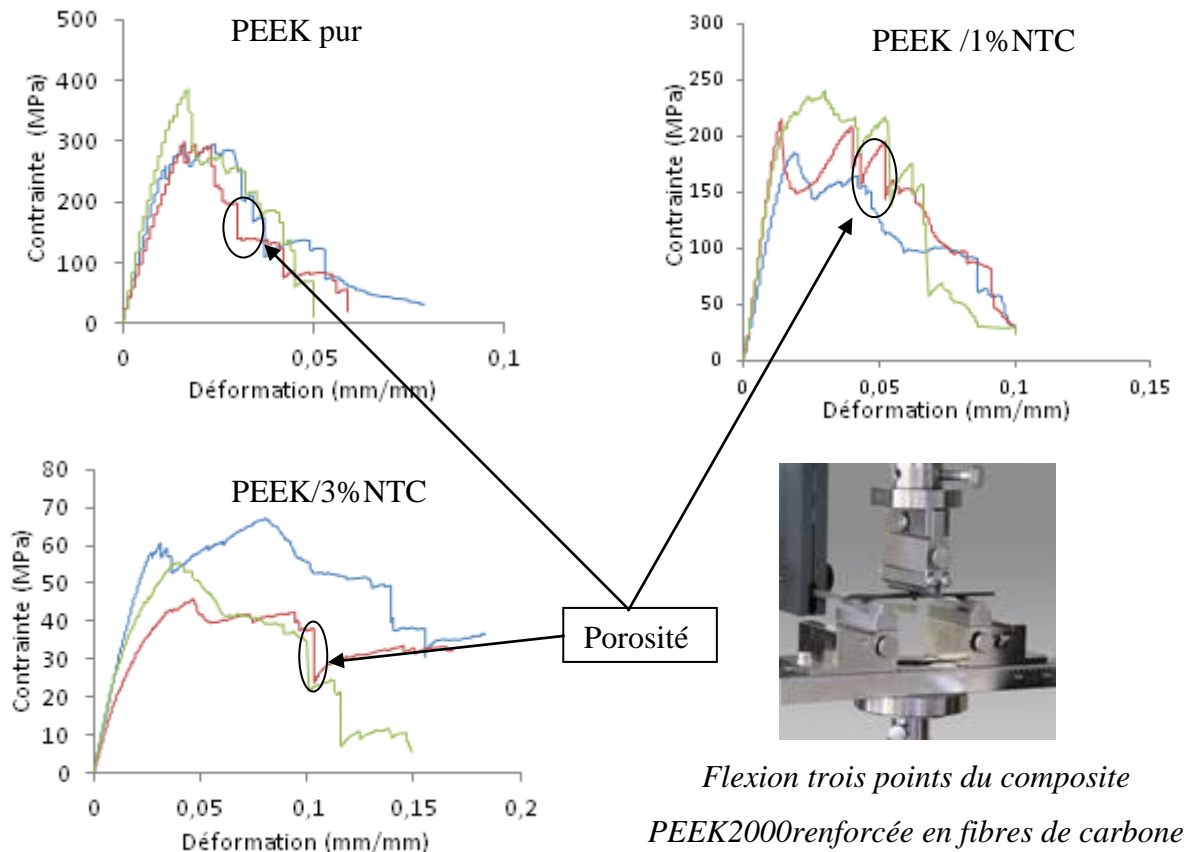 PEEK pur
500
400
300
200
100
0
Contrainte (MPa)
0
0,05
0,1
Déformation (mm/mm)
PEEK /1%NTC
300
250
200
150
100
50
0
Contrainte (MPa)
0
0,05
0,1
0,15
Déformation (mm/mm)
PEEK/3%NTC
80
70
60
50
40
30
20
10
0
Contrainte (MPa)
0
0,05
0,1
0,15
0,2
Déformation (mm/mm)
Porosité
Flexion trois points du composite
PEEK2000renforcée en fibres de carbone